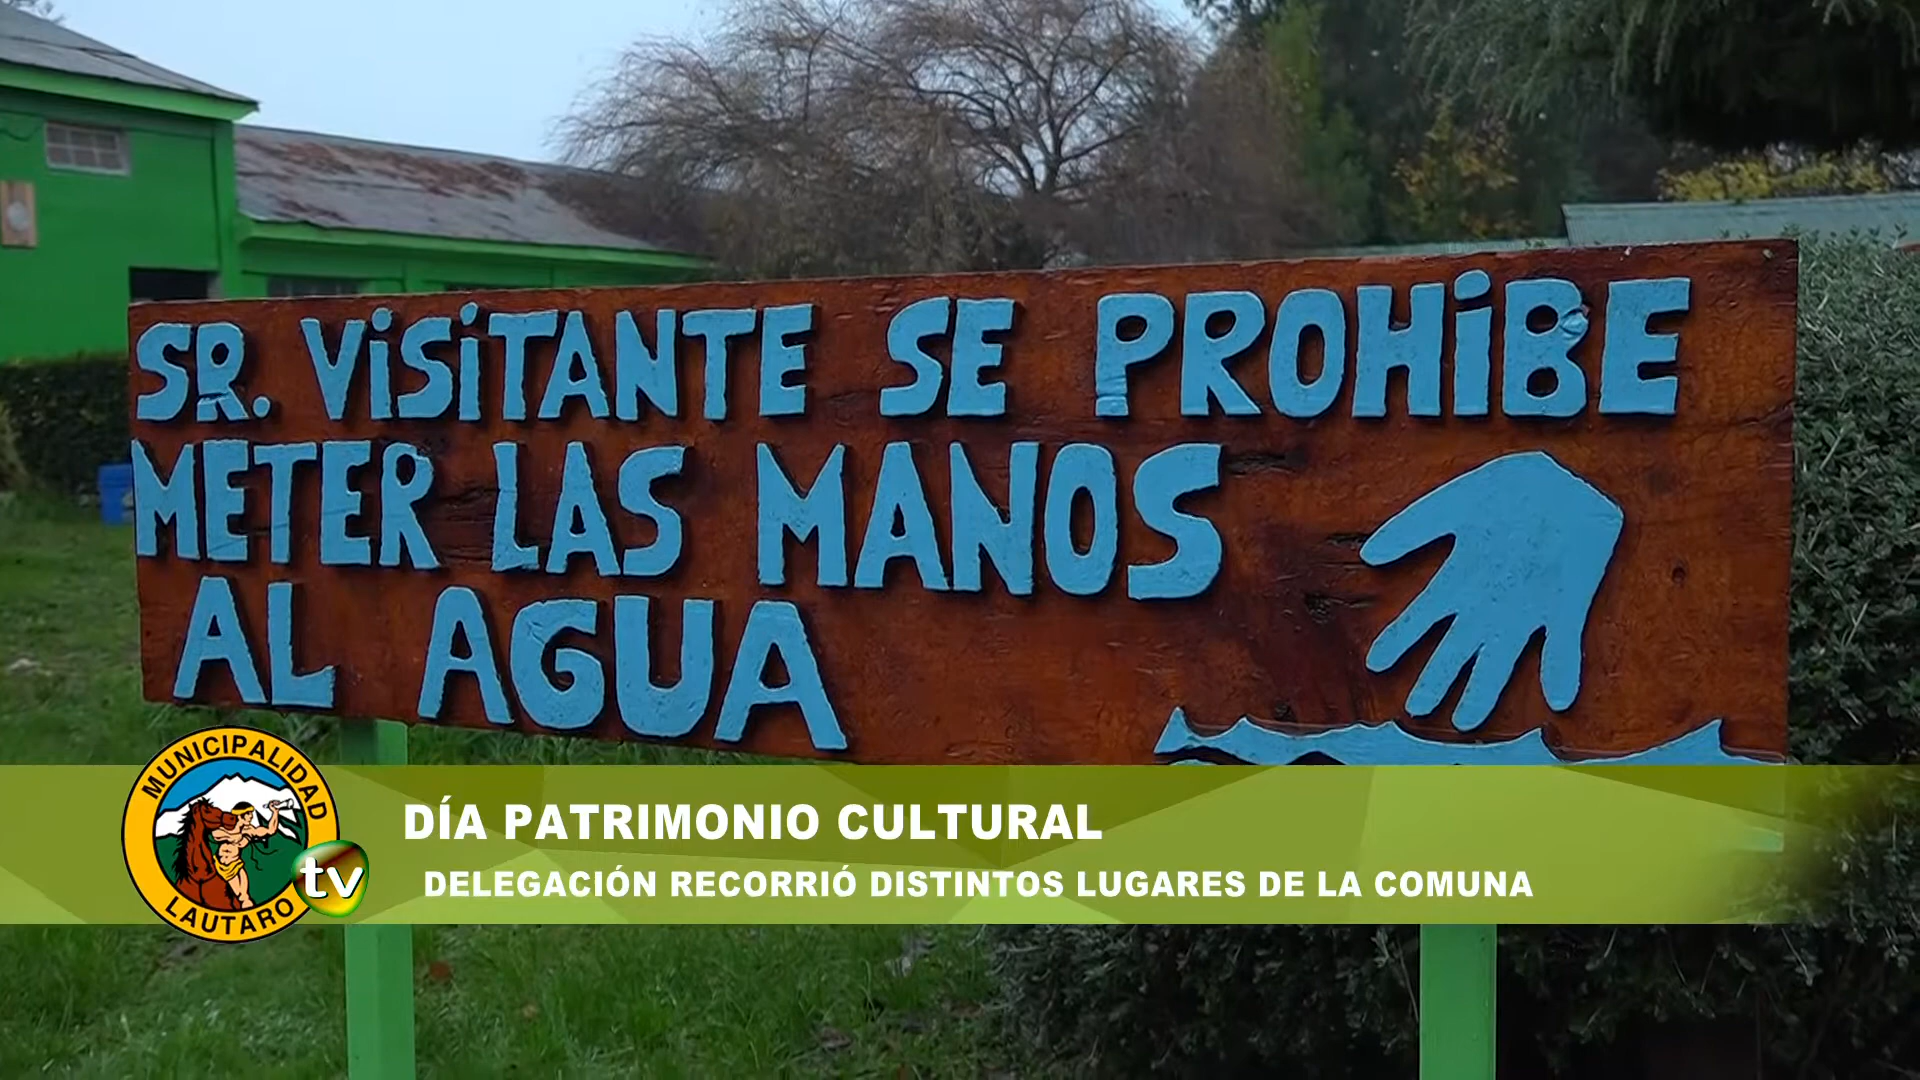 SR. VISITANTE SE PROHIBE
METER LAS MANOS
AL AGUA
MUNICIPALIDAD
LAUTARO
tv
DÍA PATRIMONIO CULTURAL
DELEGACIÓN RECORRIÓ DISTINTOS LUGARES DE LA COMUNA